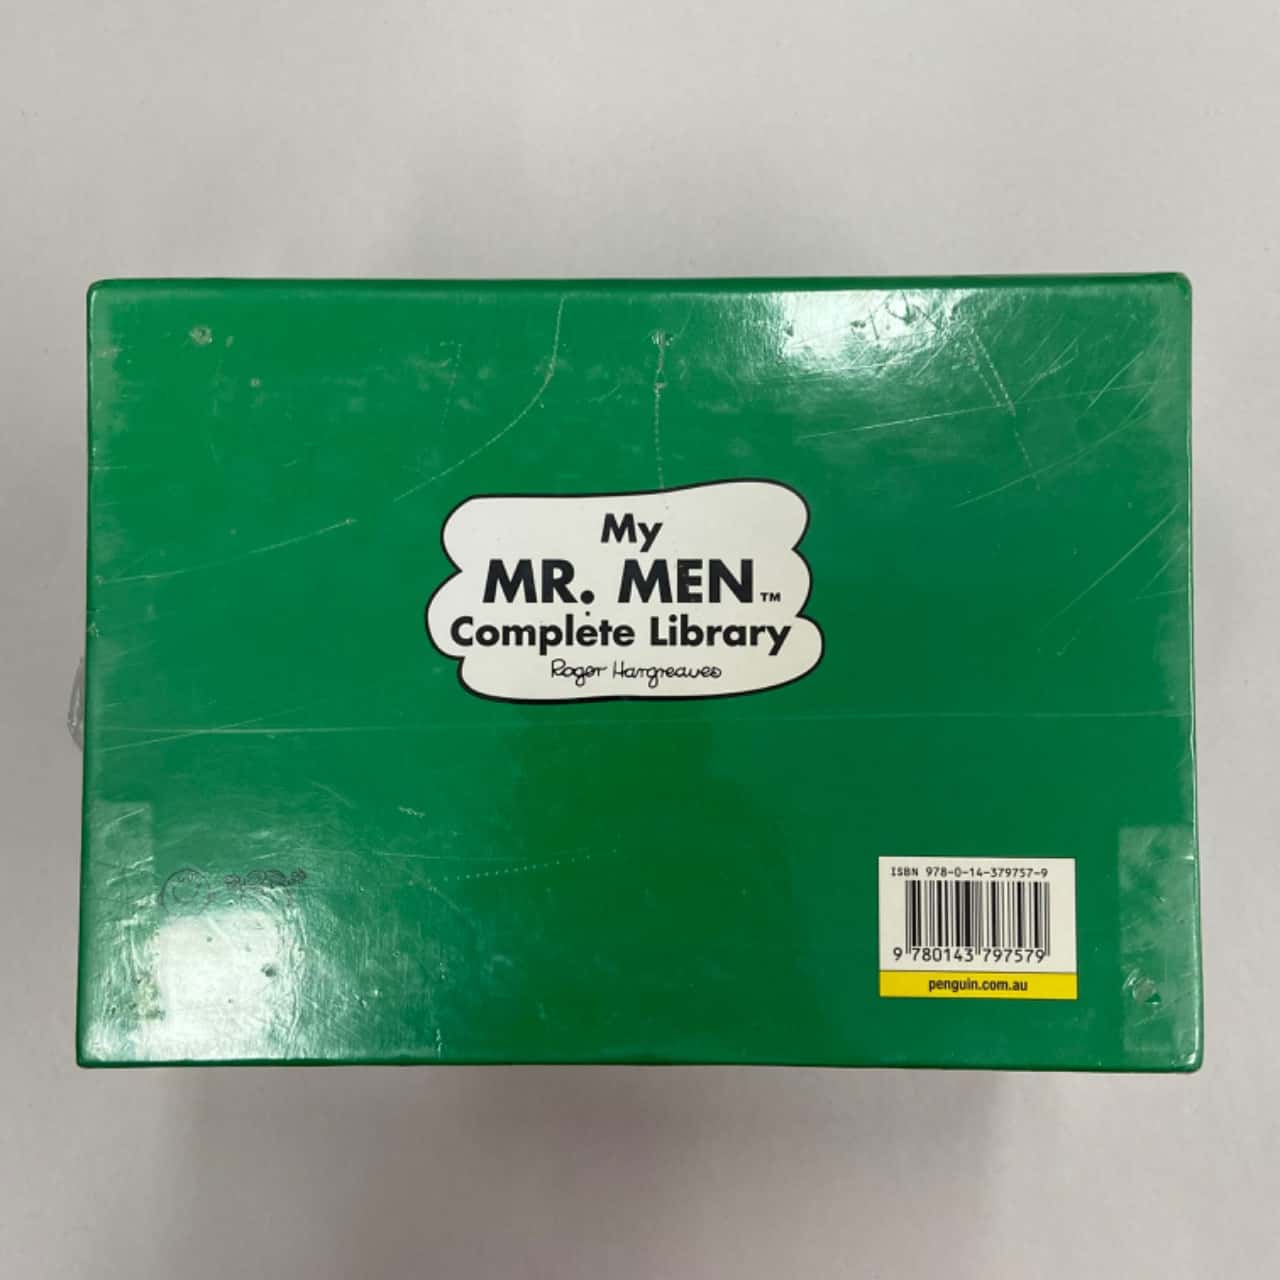 My
MR. MEN™
Complete Library
Roger Hargreaves
ISBN 978-0-14-379757-9
9 780143 797579
penguin.com.au